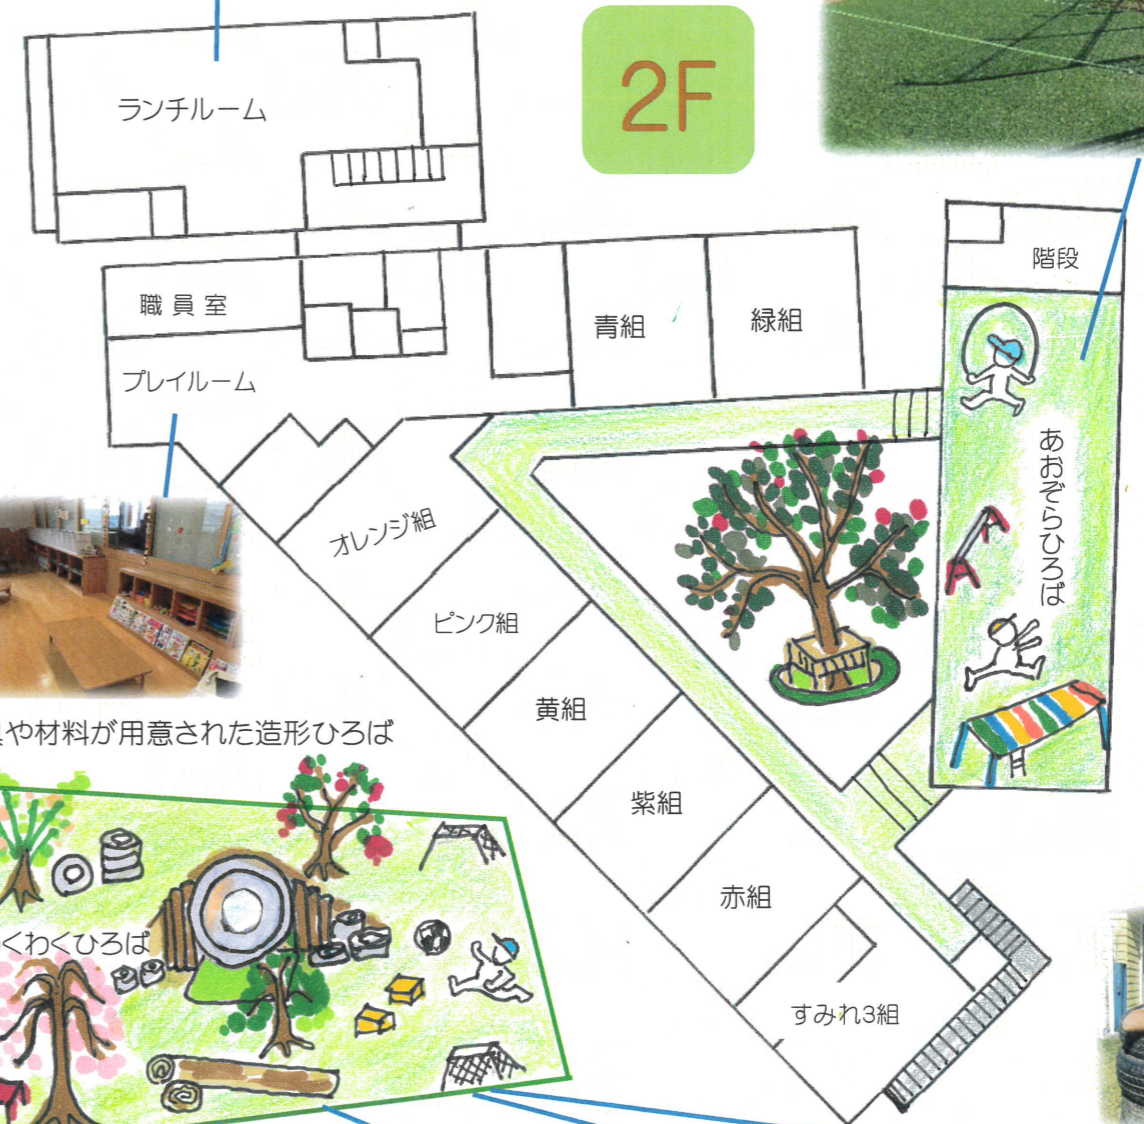 2F
ランチルーム
階段
職員室
青組
緑組
プレイルーム
あおぞらひろば
オレンジ組
ピンク組
黄組
や材料が用意された造形ひろば
紫組
赤組
くわくひろば
すみれ3組